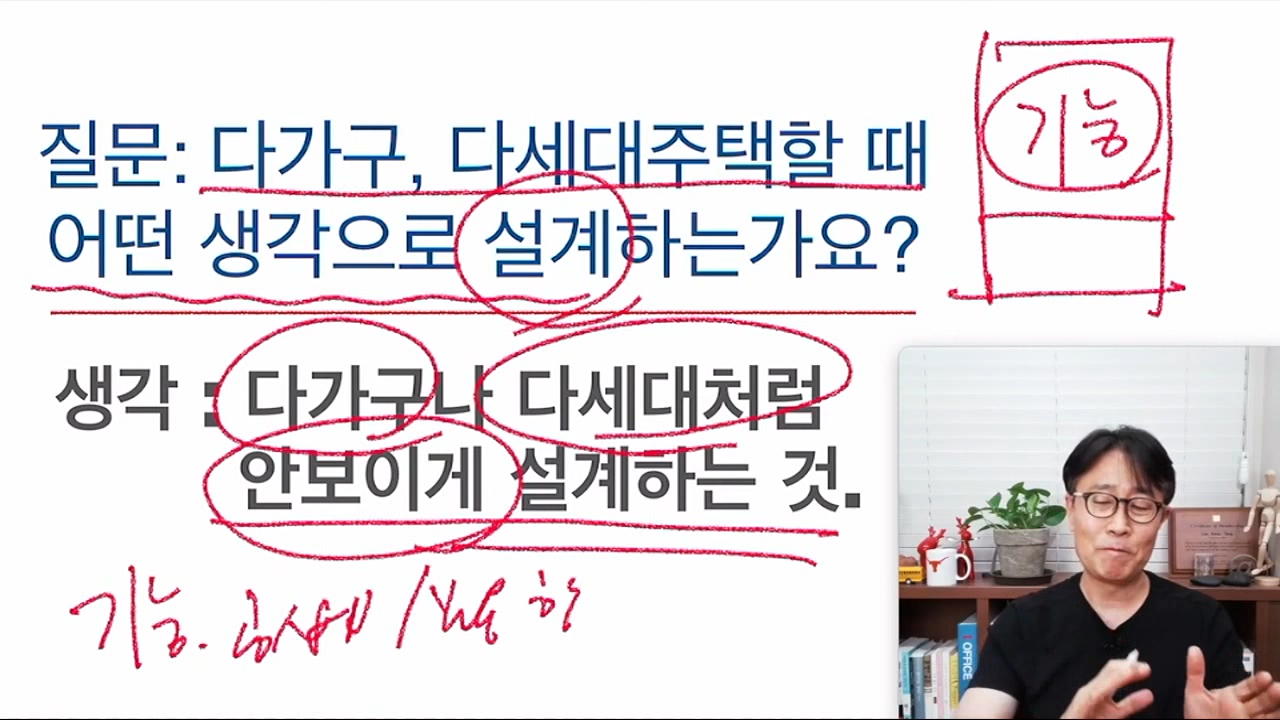 질문: 다가구, 다세대주택할 때
어떤 생각으로 설계하는가요?
생각 : 다가구나 다세대처럼
안보이게 설계하는 것.
기능
기능.
OFFICE